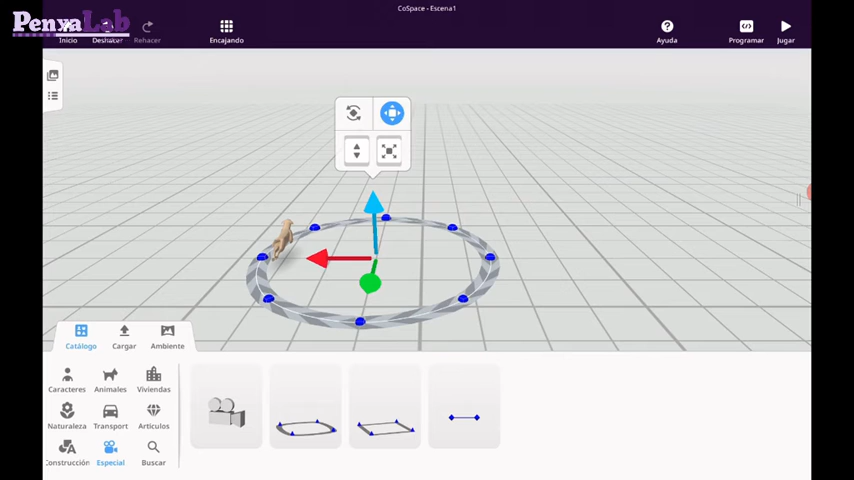 CoSpace - Escena1
PenyaLab
Inicio
Deshacer
Rehacer
Encajando
Ayuda
Programar
Jugar
Catálogo
Cargar
Ambiente
Caracteres
Animales
Viviendas
Naturaleza
Transport
Artículos
Construcción
Especial
Buscar